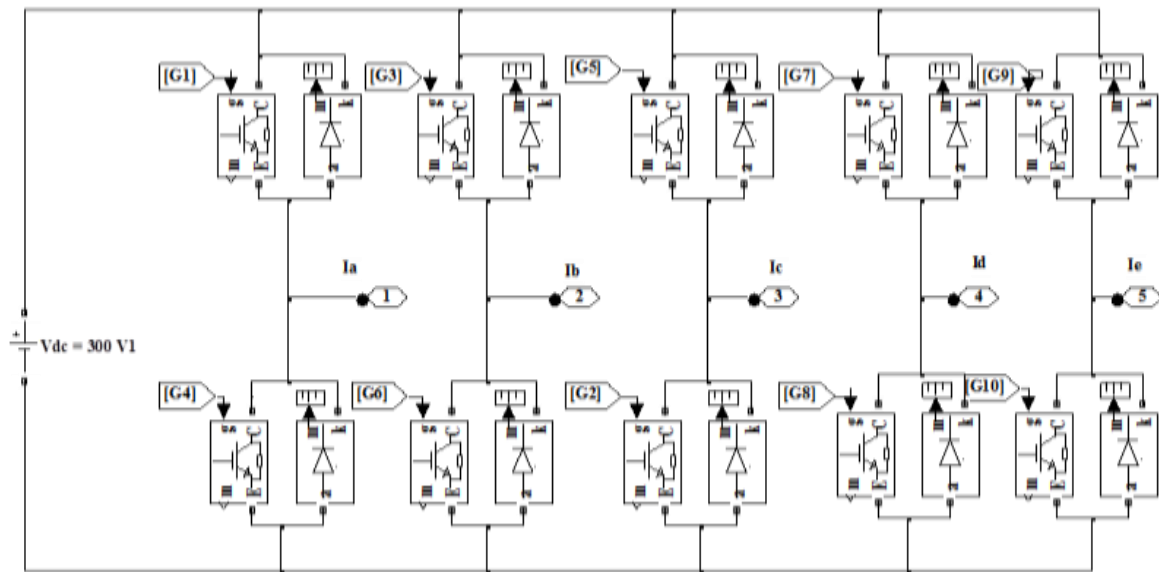 [G1]
[G3]
[G5]
[G7]
[G9]
g
C
m
E
m
k
a
g
C
m
E
m
k
a
g
C
m
E
m
k
a
g
C
m
E
m
k
a
g
C
m
E
m
k
a
Ia
Ib
Ic
Id
Ie
1
2
3
4
5
+
Vdc = 300 V1
[G4]
[G6]
[G2]
[G8]
[G10]
g
C
m
E
m
k
a
g
C
m
E
m
k
a
g
C
m
E
m
k
a
g
C
m
E
m
k
a
g
C
m
E
m
k
a